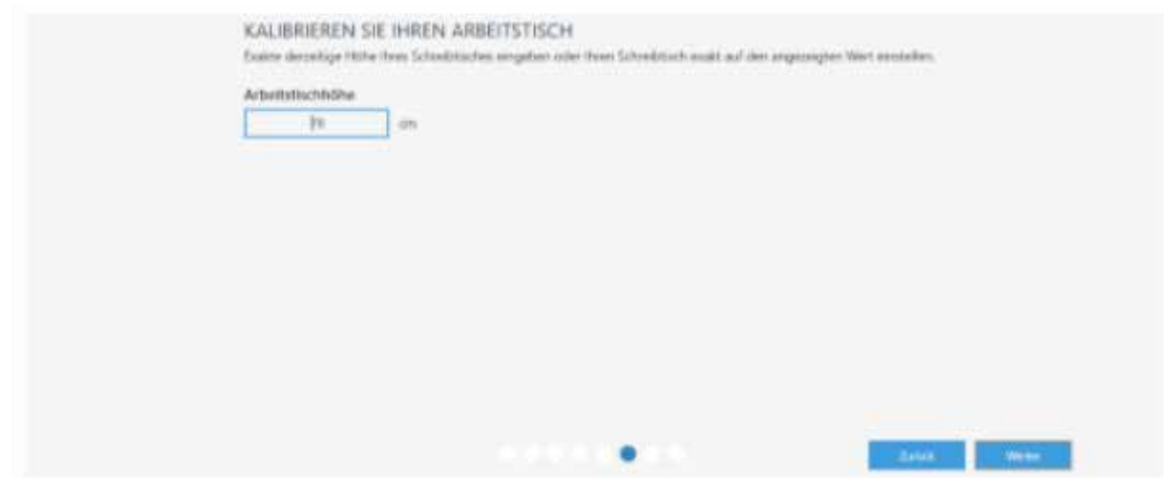 KALIBRIEREN SIE IHREN ARBEITSTISCH
Exakte derzeitige Höhe Ihres Schreibtisches eingeben oder Ihren Schreibtisch exakt auf den angezeigten Wert einstellen.
Arbeitstischhöhe
cm
Zurück
Weiter